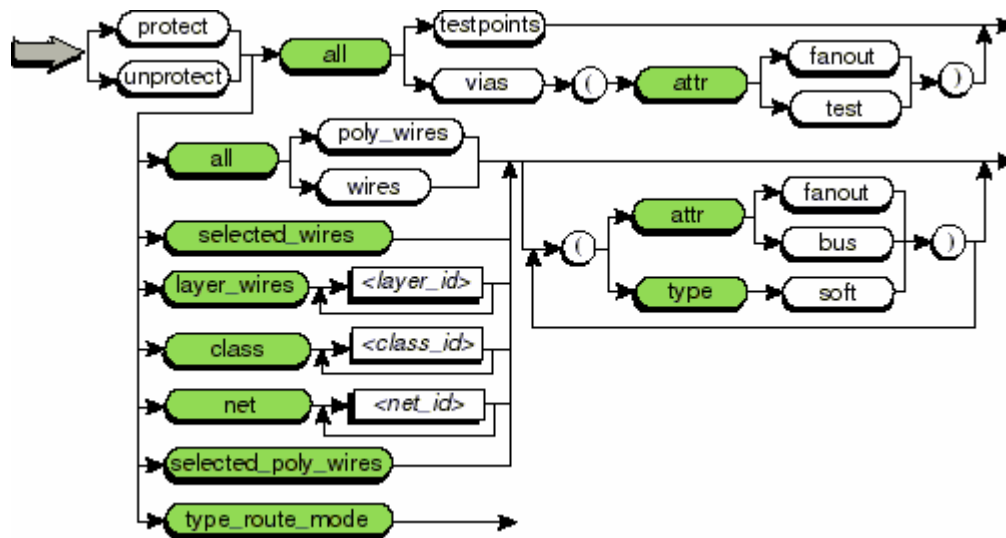 protect
unprotect
all
testpoints
vias ( attr
fanout
test
)
all
poly_wires
wires
selected_wires
layer_wires <layer_id>
class <class_id>
net <net_id>
selected_poly_wires
type_route_mode
(
attr
fanout
bus
type soft
)